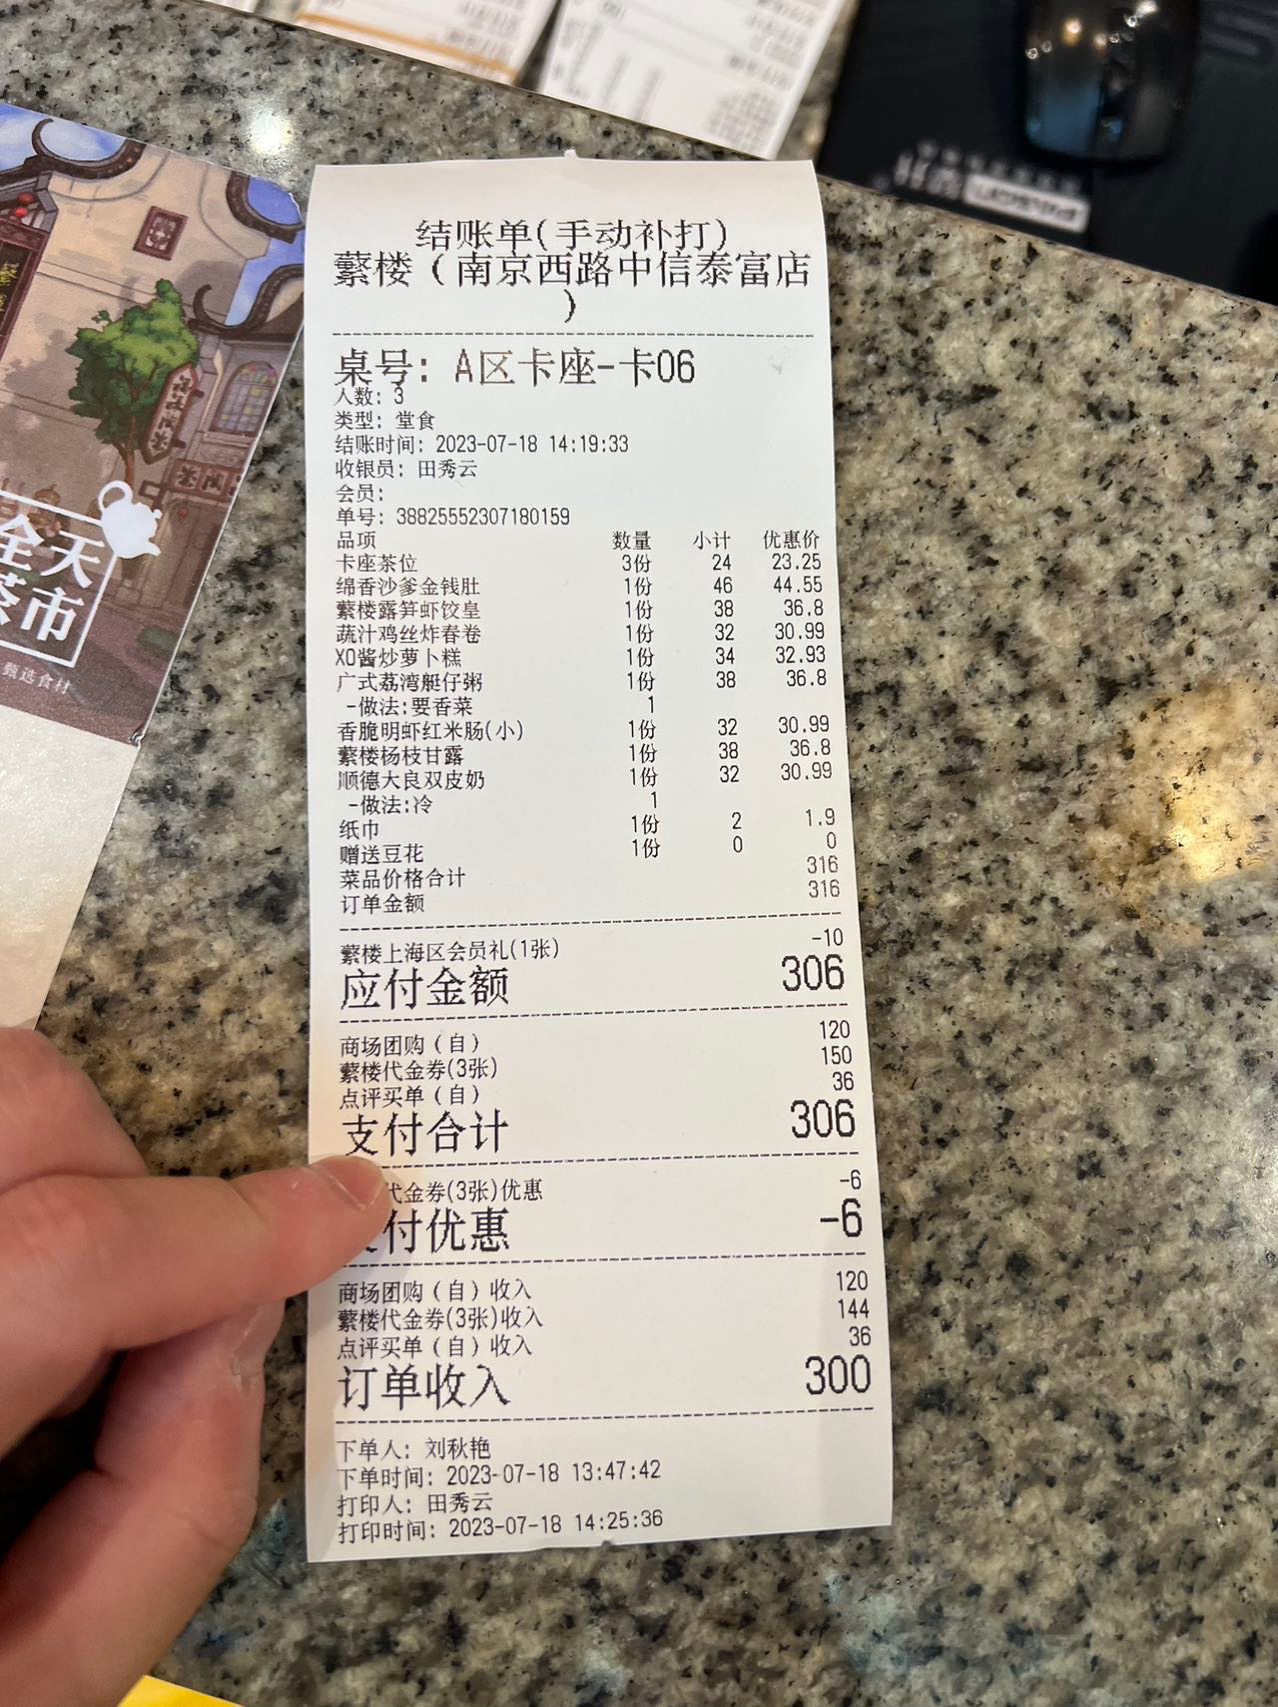 结账单(手动补打)
蘩楼（南京西路中信泰富店
）
桌号: A区卡座-卡06
人数: 3
类型: 堂食
结账时间: 2023-07-18 14:19:33
收银员: 田秀云
会员:
单号: 388255552307180159
品项 数量 小计 优惠价
卡座茶位 3份 24 23.25
绵香沙爹金钱肚 1份 46 44.55
蘩楼露笋虾饺皇 1份 38 36.8
蔬汁鸡丝炸春卷 1份 32 30.99
XO酱炒萝卜糕 1份 34 32.93
广式荔湾艇仔粥 1份 38 36.8
-做法:要香菜 1
香脆明虾红米肠(小) 1份 32 30.99
蘩楼杨枝甘露 1份 38 36.8
顺德大良双皮奶 1份 32 30.99
-做法:冷 1
纸巾 1份 2 1.9
赠送豆花 1份 0 0
菜品价格合计 316
订单金额 316
蘩楼上海区会员礼(1张) -10
应付金额 306
商场团购（自） 120
蘩楼代金券(3张) 150
点评买单（自） 36
支付合计 306
代金券(3张)优惠 -6
付优惠 -6
商场团购（自）收入 120
蘩楼代金券(3张)收入 144
点评买单（自）收入 36
订单收入 300
下单人: 刘秋艳
下单时间: 2023-07-18 13:47:42
打印人: 田秀云
打印时间: 2023-07-18 14:25:36
全天
茶市
甄选食材